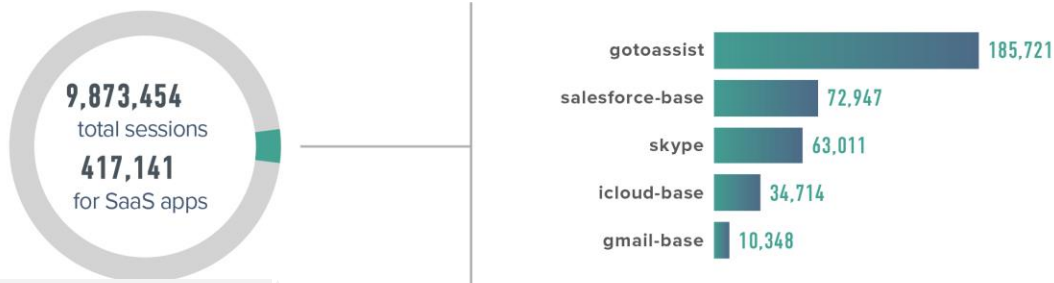 9,873,454
total sessions
417,141
for SaaS apps
gotoassist 185,721
salesforce-base 72,947
skype 63,011
icloud-base 34,714
gmail-base 10,348